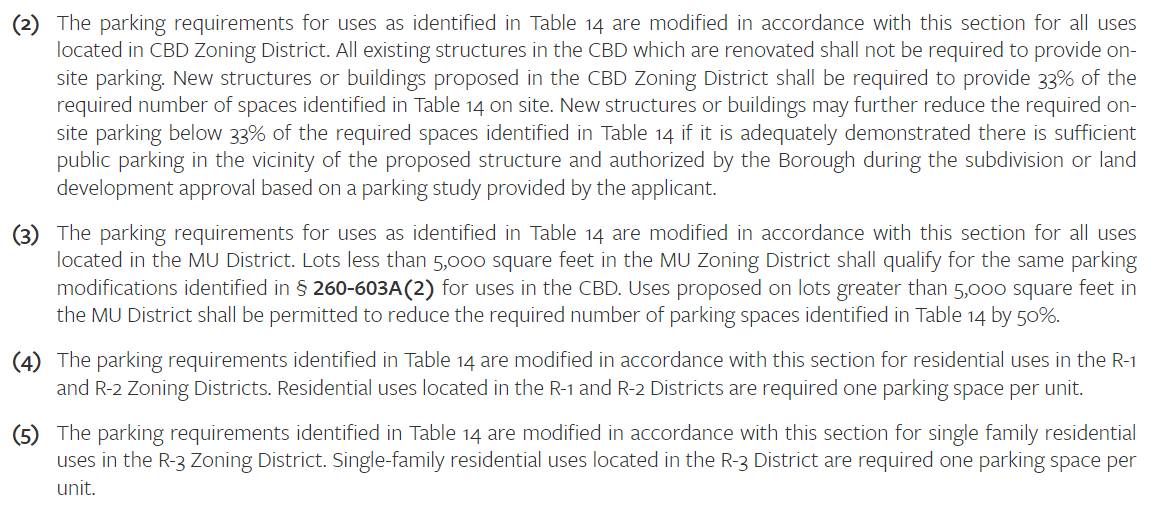 (2) The parking requirements for uses as identified in Table 14 are modified in accordance with this section for all uses
located in CBD Zoning District. All existing structures in the CBD which are renovated shall not be required to provide on-
site parking. New structures or buildings proposed in the CBD Zoning District shall be required to provide 33% of the
required number of spaces identified in Table 14 on site. New structures or buildings may further reduce the required on-
site parking below 33% of the required spaces identified in Table 14 if it is adequately demonstrated there is sufficient
public parking in the vicinity of the proposed structure and authorized by the Borough during the subdivision or land
development approval based on a parking study provided by the applicant.
(3) The parking requirements for uses as identified in Table 14 are modified in accordance with this section for all uses
located in the MU District. Lots less than 5,000 square feet in the MU Zoning District shall qualify for the same parking
modifications identified in § 260-603A(2) for uses in the CBD. Uses proposed on lots greater than 5,000 square feet in
the MU District shall be permitted to reduce the required number of parking spaces identified in Table 14 by 50%.
(4) The parking requirements identified in Table 14 are modified in accordance with this section for residential uses in the R-1
and R-2 Zoning Districts. Residential uses located in the R-1 and R-2 Districts are required one parking space per unit.
(5) The parking requirements identified in Table 14 are modified in accordance with this section for single family residential
uses in the R-3 Zoning District. Single-family residential uses located in the R-3 District are required one parking space per
unit.